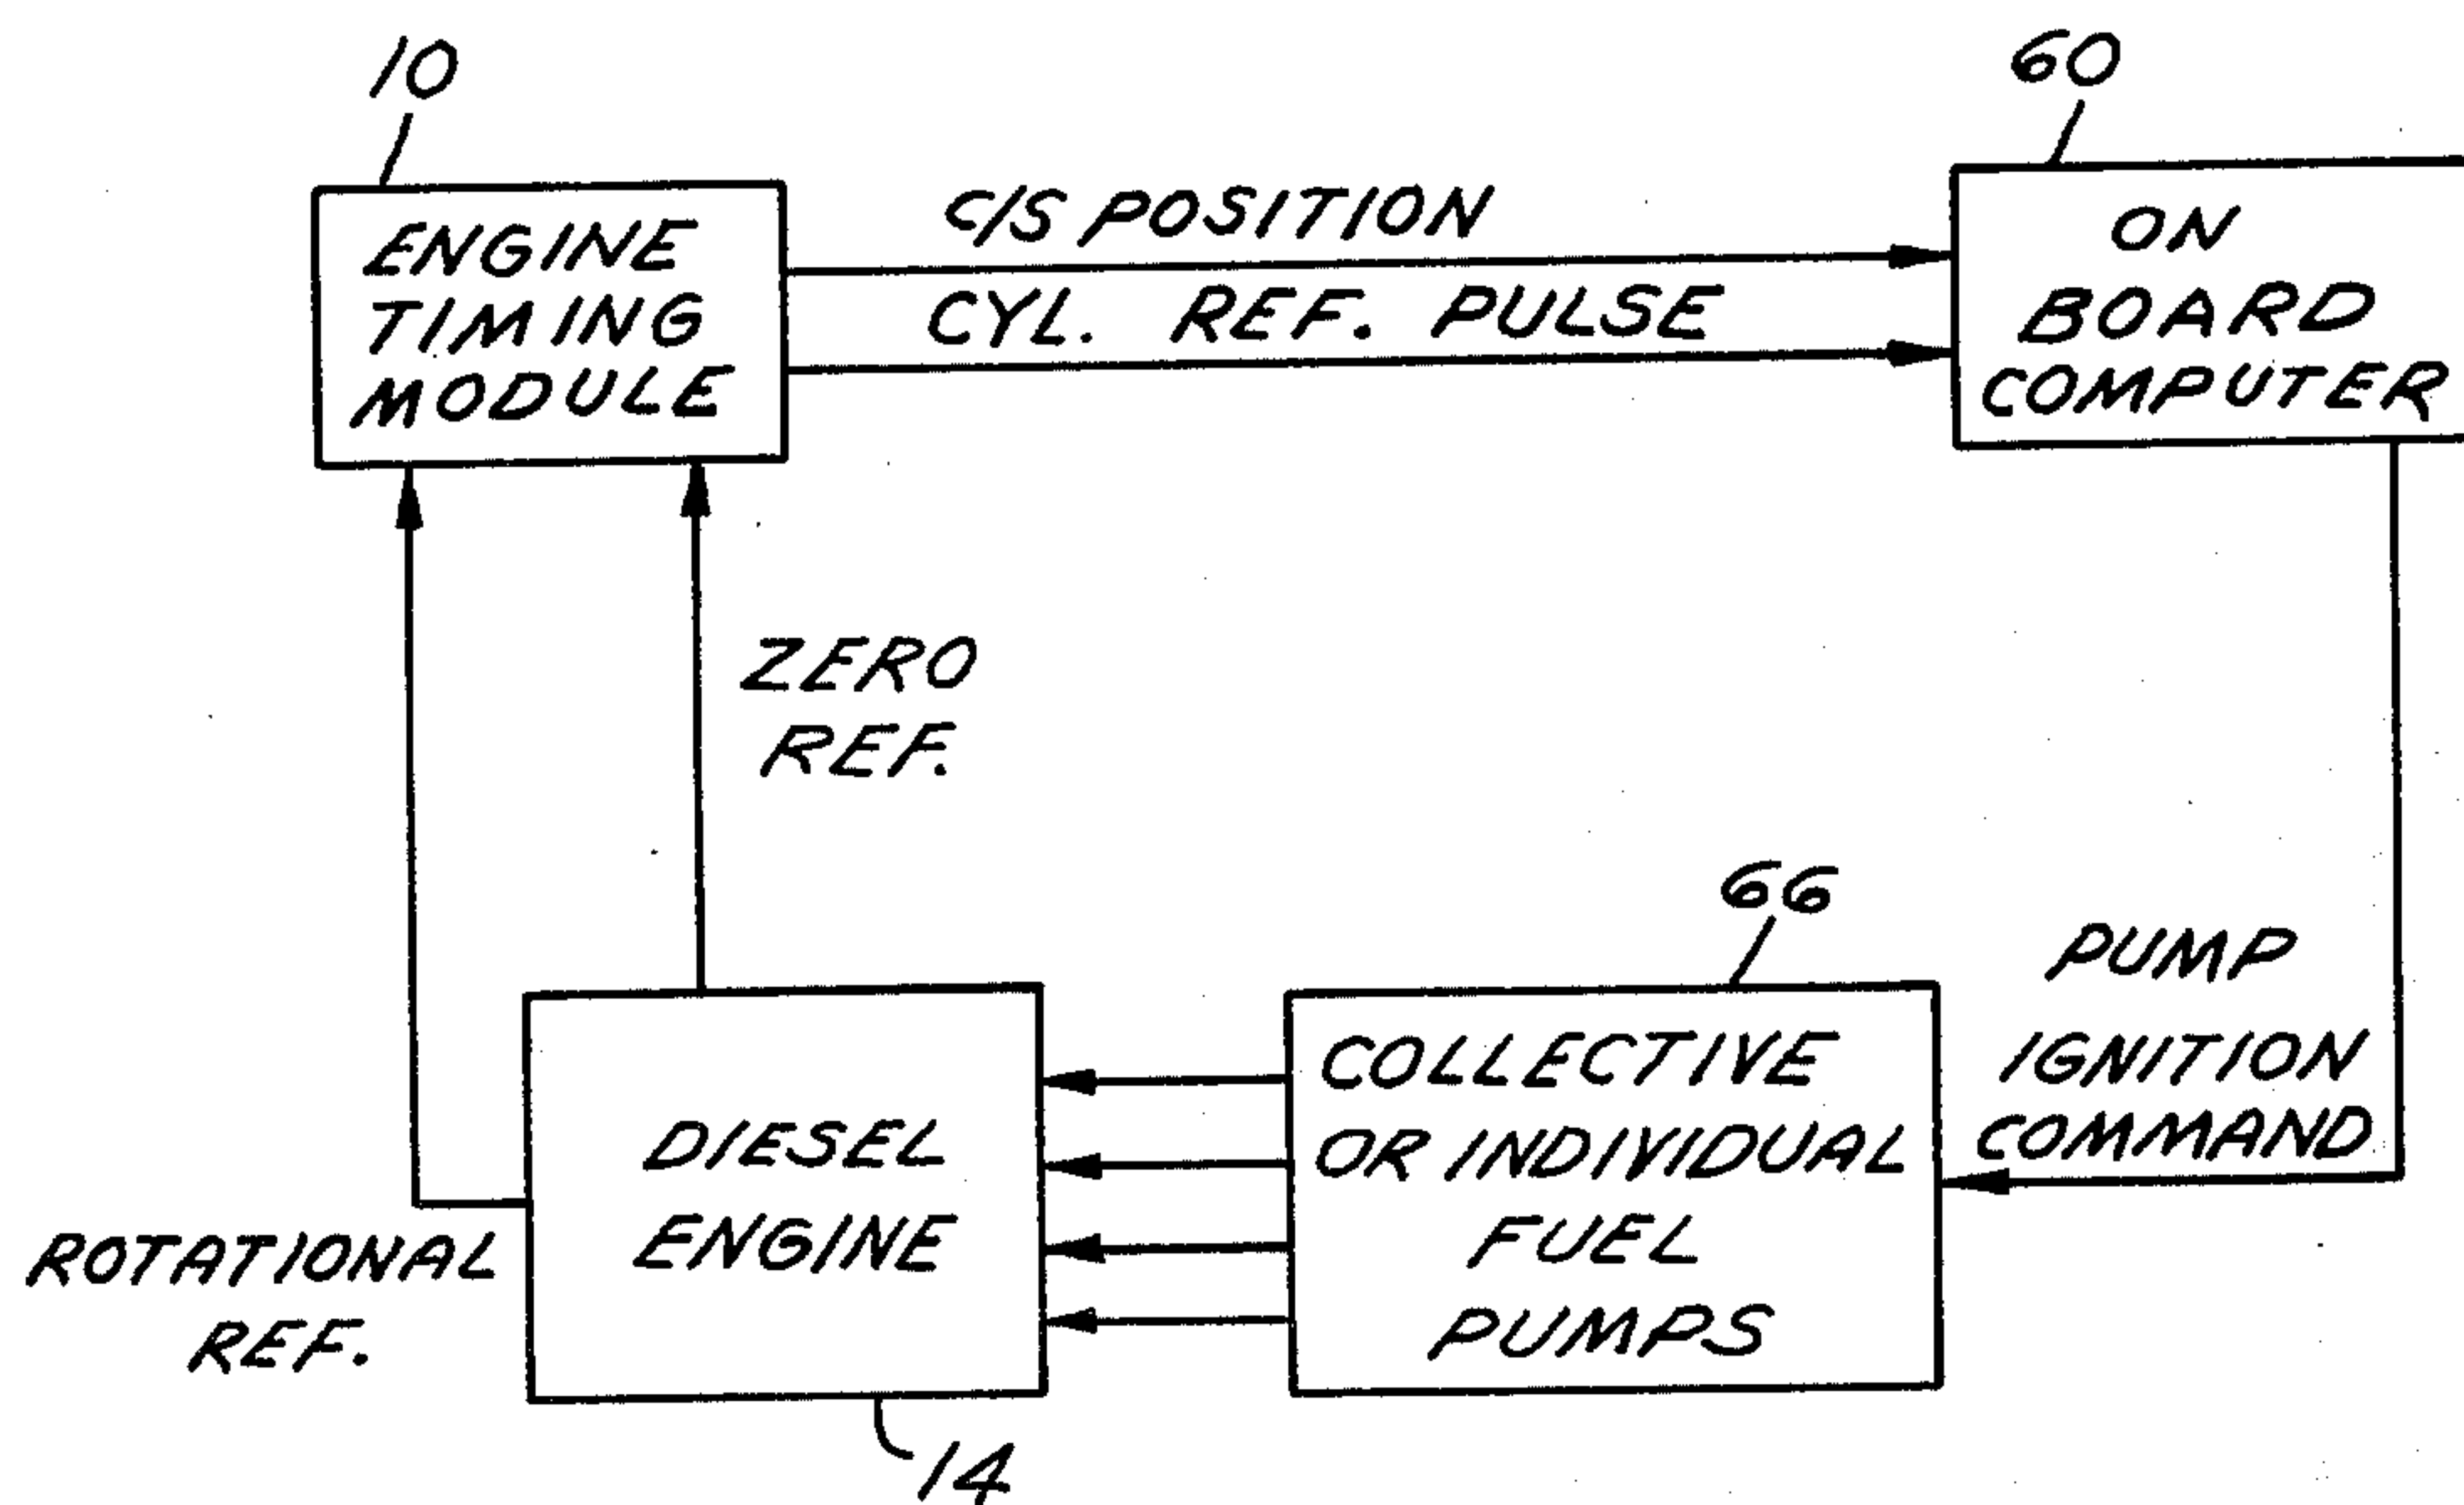 10
60
ENGINE
TIMING
MODULE
C/S POSITION
CYL. REF. PULSE
ON
BOARD
COMPUTER
ZERO
REF.
66
PUMP
IGNITION
COMMAND
COLLECTIVE
OR INDIVIDUAL
FUEL
PUMPS
DIESEL
ENGINE
ROTATIONAL
REF.
14